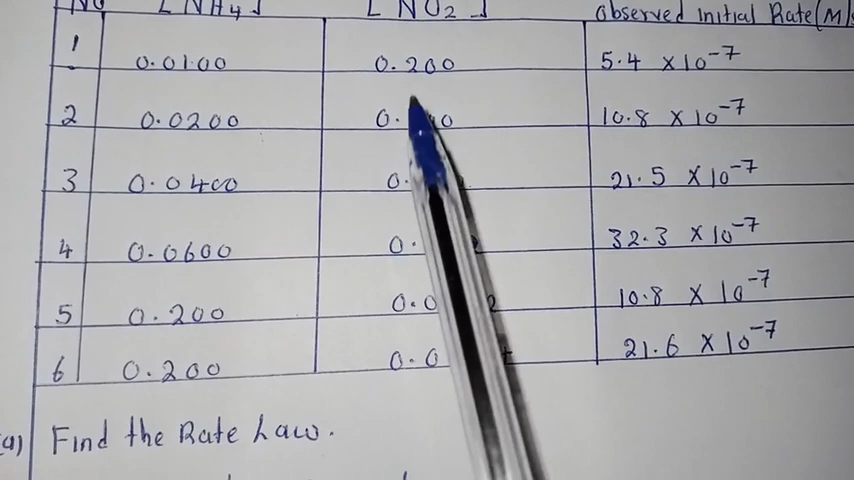 No [NH4] [NO2] Observed Initial Rate (M/
1 0.0100 0.200 5.4 x10-7
2 0.0200 10.8 x10-7
3 0.0400 21.5 x10-7
4 0.0600 32.3 x10-7
5 0.200 10.8 x10-7
6 0.200 21.6 x10-7
(a) Find the Rate Law.